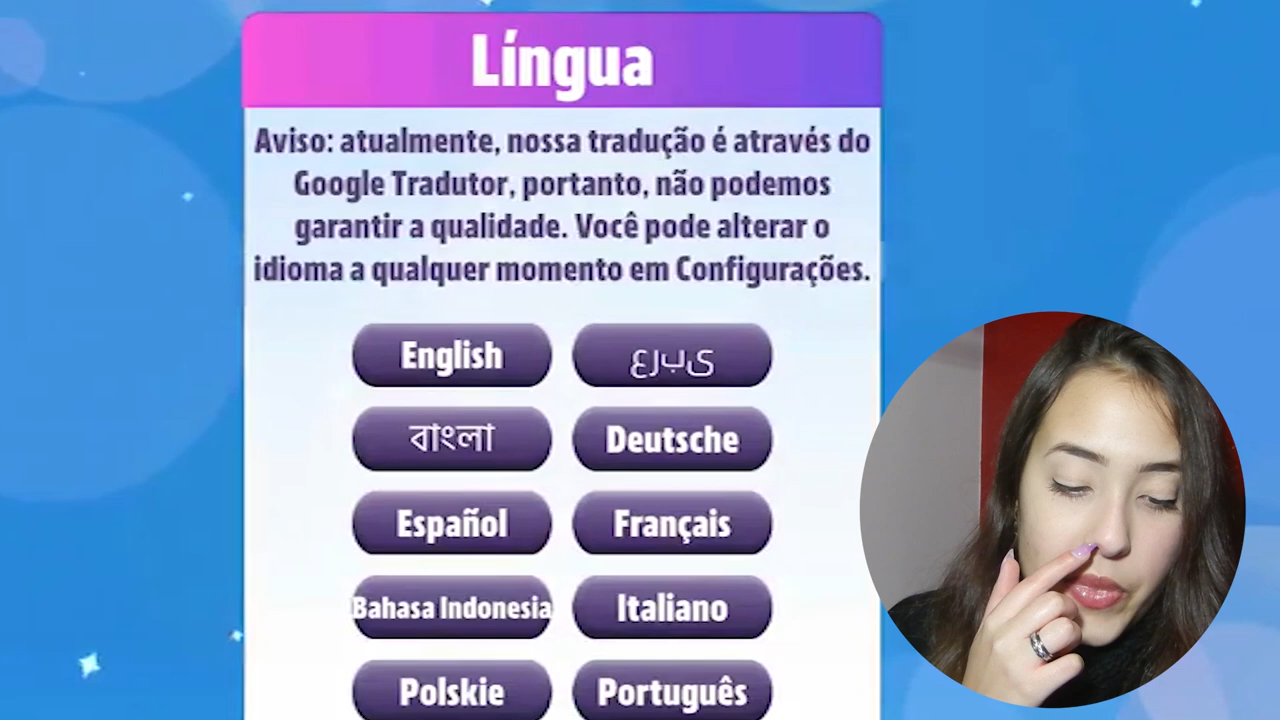 Língua
Aviso: atualmente, nossa tradução é através do
Google Tradutor, portanto, não podemos
garantir a qualidade. Você pode alterar o
idioma a qualquer momento em Configurações.
English
ىبرع
বাংলা
Deutsche
Español
Français
Bahasa Indonesia
Italiano
Polskie
Português